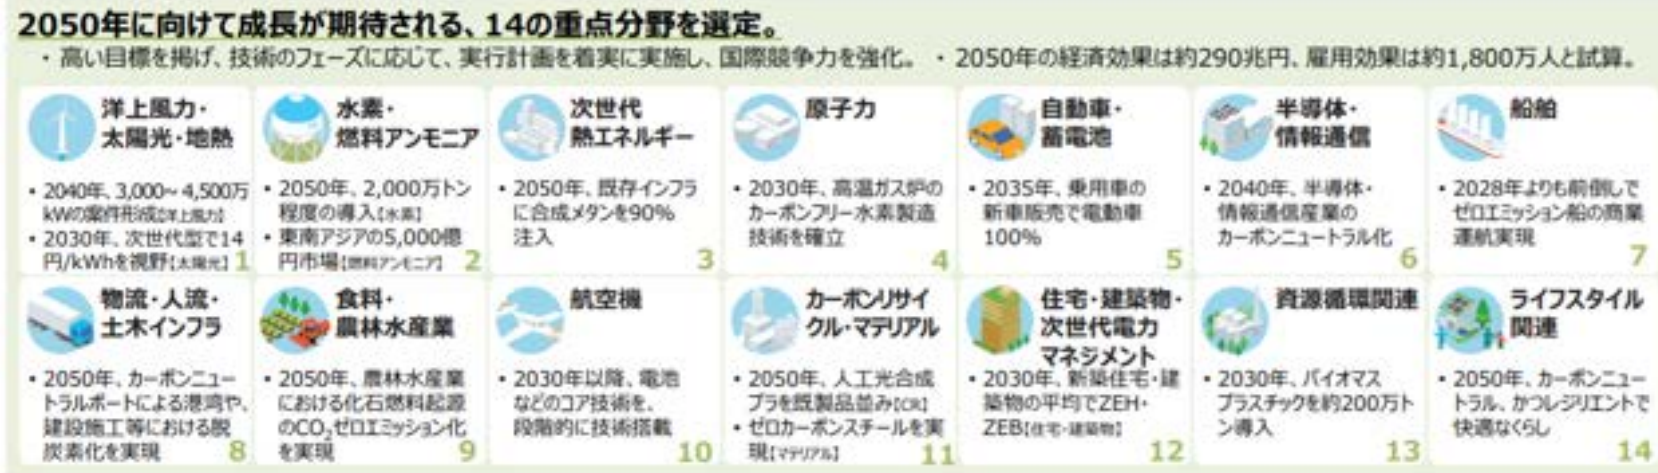 2050年に向けて成長が期待される、14の重点分野を選定。
・高い目標を掲げ、技術のフェーズに応じて、実行計画を着実に実施し、国際競争力を強化。 ・2050年の経済効果は約290兆円、雇用効果は約1,800万人と試算。
洋上風力・
太陽光・地熱
・2040年、3,000~4,500万
kWの案件形成【洋上風力】
・2030年、次世代型で14
円/kWhを視野【太陽光】
1
水素・
燃料アンモニア
・2050年、2,000万トン
程度の導入【水素】
・東南アジアの5,000億
円市場【燃料アンモニア】
2
次世代
熱エネルギー
・2050年、既存インフラ
に合成メタンを90%
注入
3
原子力
・2030年、高温ガス炉の
カーボンフリー水素製造
技術を確立
4
自動車・
蓄電池
・2035年、乗用車の
新車販売で電動車
100%
5
半導体・
情報通信
・2040年、半導体・
情報通信産業の
カーボンニュートラル化
6
船舶
・2028年よりも前倒しで
ゼロエミッション船の商業
運航実現
7
物流・人流・
土木インフラ
・2050年、カーボンニュー
トラルポートによる港湾や、
建設施工等における脱
炭素化を実現
8
食料・
農林水産業
・2050年、農林水産業
における化石燃料起源
のCO₂ゼロエミッション化
を実現
9
航空機
・2030年以降、電池
などのコア技術を、
段階的に技術搭載
10
カーボンリサイ
クル・マテリアル
・2050年、人工光合成
プラを既製品並み【CR】
・ゼロカーボンスチールを実
現【マテリアル】
11
住宅・建築物・
次世代電力
マネジメント
・2030年、新築住宅・建
築物の平均でZEH・
ZEB【住宅・建築物】
12
資源循環関連
・2030年、バイオマス
プラスチックを約200万ト
ン導入
13
ライフスタイル
関連
・2050年、カーボンニュー
トラル、かつレジリエントで
快適なくらし
14